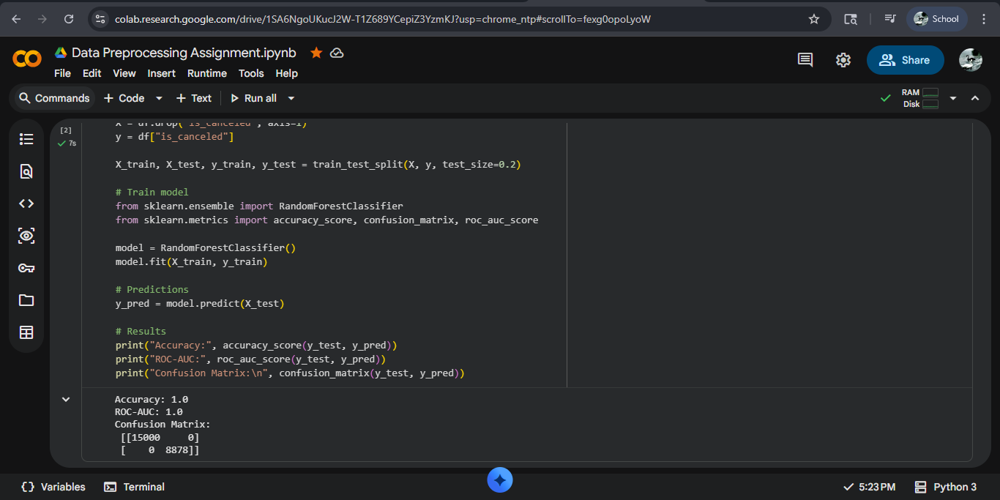 colab.research.google.com/drive/1SA6NgoUKucJ2W-T1Z689YCepiZ3YzmKJ?usp=chrome_ntp#scrollTo=fexg0opoLyoW
School
Data Preprocessing Assignment.ipynb
File Edit View Insert Runtime Tools Help
Share
Commands + Code + Text Run all
RAM
Disk
[2]
7s
X = df.drop("is_canceled", axis=1)
y = df["is_canceled"]
X_train, X_test, y_train, y_test = train_test_split(X, y, test_size=0.2)
# Train model
from sklearn.ensemble import RandomForestClassifier
from sklearn.metrics import accuracy_score, confusion_matrix, roc_auc_score
model = RandomForestClassifier()
model.fit(X_train, y_train)
# Predictions
y_pred = model.predict(X_test)
# Results
print("Accuracy:", accuracy_score(y_test, y_pred))
print("ROC-AUC:", roc_auc_score(y_test, y_pred))
print("Confusion Matrix:\n", confusion_matrix(y_test, y_pred))
Accuracy: 1.0
ROC-AUC: 1.0
Confusion Matrix:
[[15000 0]
[ 0 8878]]
{} Variables Terminal
5:23 PM Python 3